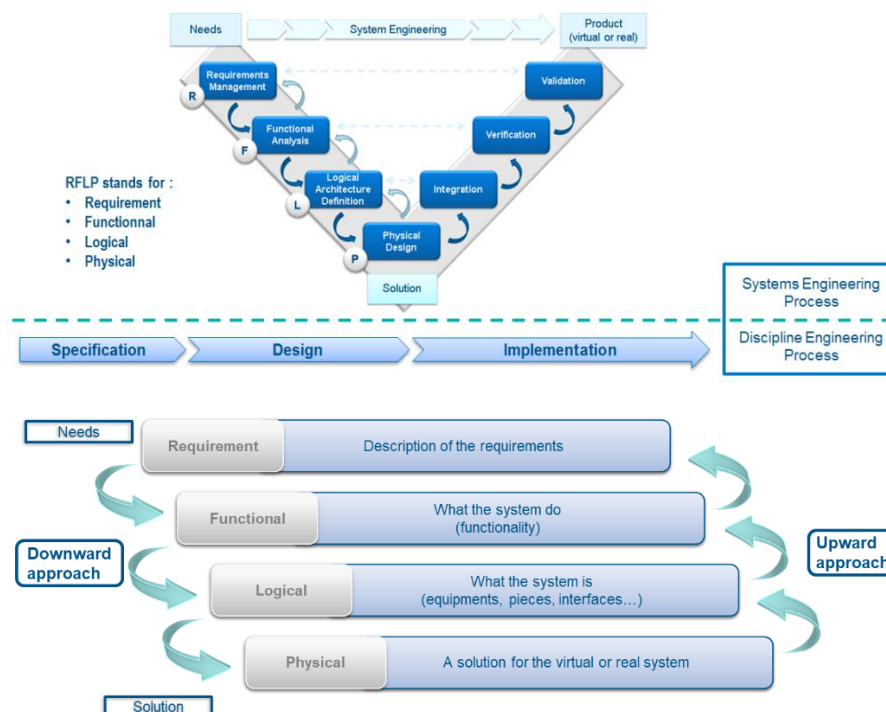 Needs
System Engineering
Product
(virtual or real)
Requirements
Management
Validation
R
Functional
Analysis
Verification
F
Logical
Architecture
Definition
Integration
L
Physical
Design
P
Solution
RFLP stands for :
• Requirement
• Functionnal
• Logical
• Physical
Systems Engineering
Process
Discipline Engineering
Process
Specification
Design
Implementation
Needs
Requirement
Description of the requirements
Functional
What the system do
(functionality)
Downward
approach
Upward
approach
Logical
What the system is
(equipments, pieces, interfaces…)
Physical
A solution for the virtual or real system
Solution